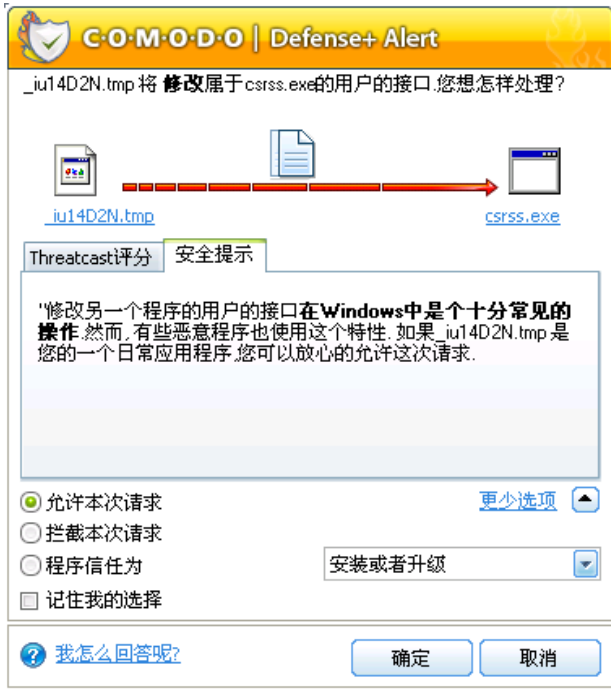 C·O·M·O·D·O | Defense+ Alert
_iu14D2N.tmp 将 修改属于csrss.exe的用户的接口.您想怎样处理?
_iu14D2N.tmp
csrss.exe
Threatcast评分
安全提示
"修改另一个程序的用户的接口在Windows中是个十分常见的
操作.然而,有些恶意程序也使用这个特性. 如果_iu14D2N.tmp 是
您的一个日常应用程序,您可以放心的允许这次请求.
允许本次请求
更少选项
拦截本次请求
程序信任为
安装或者升级
记住我的选择
我怎么回答呢?
确定
取消